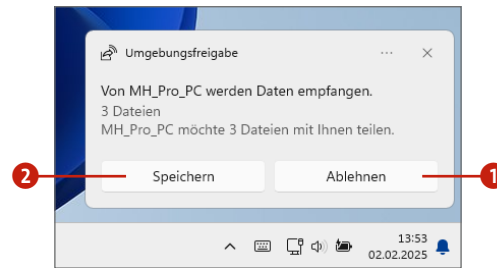 Umgebungsfreigabe
Von MH_Pro_PC werden Daten empfangen.
3 Dateien
MH_Pro_PC möchte 3 Dateien mit Ihnen teilen.
2 Speichern Ablehnen 1
13:53
02.02.2025